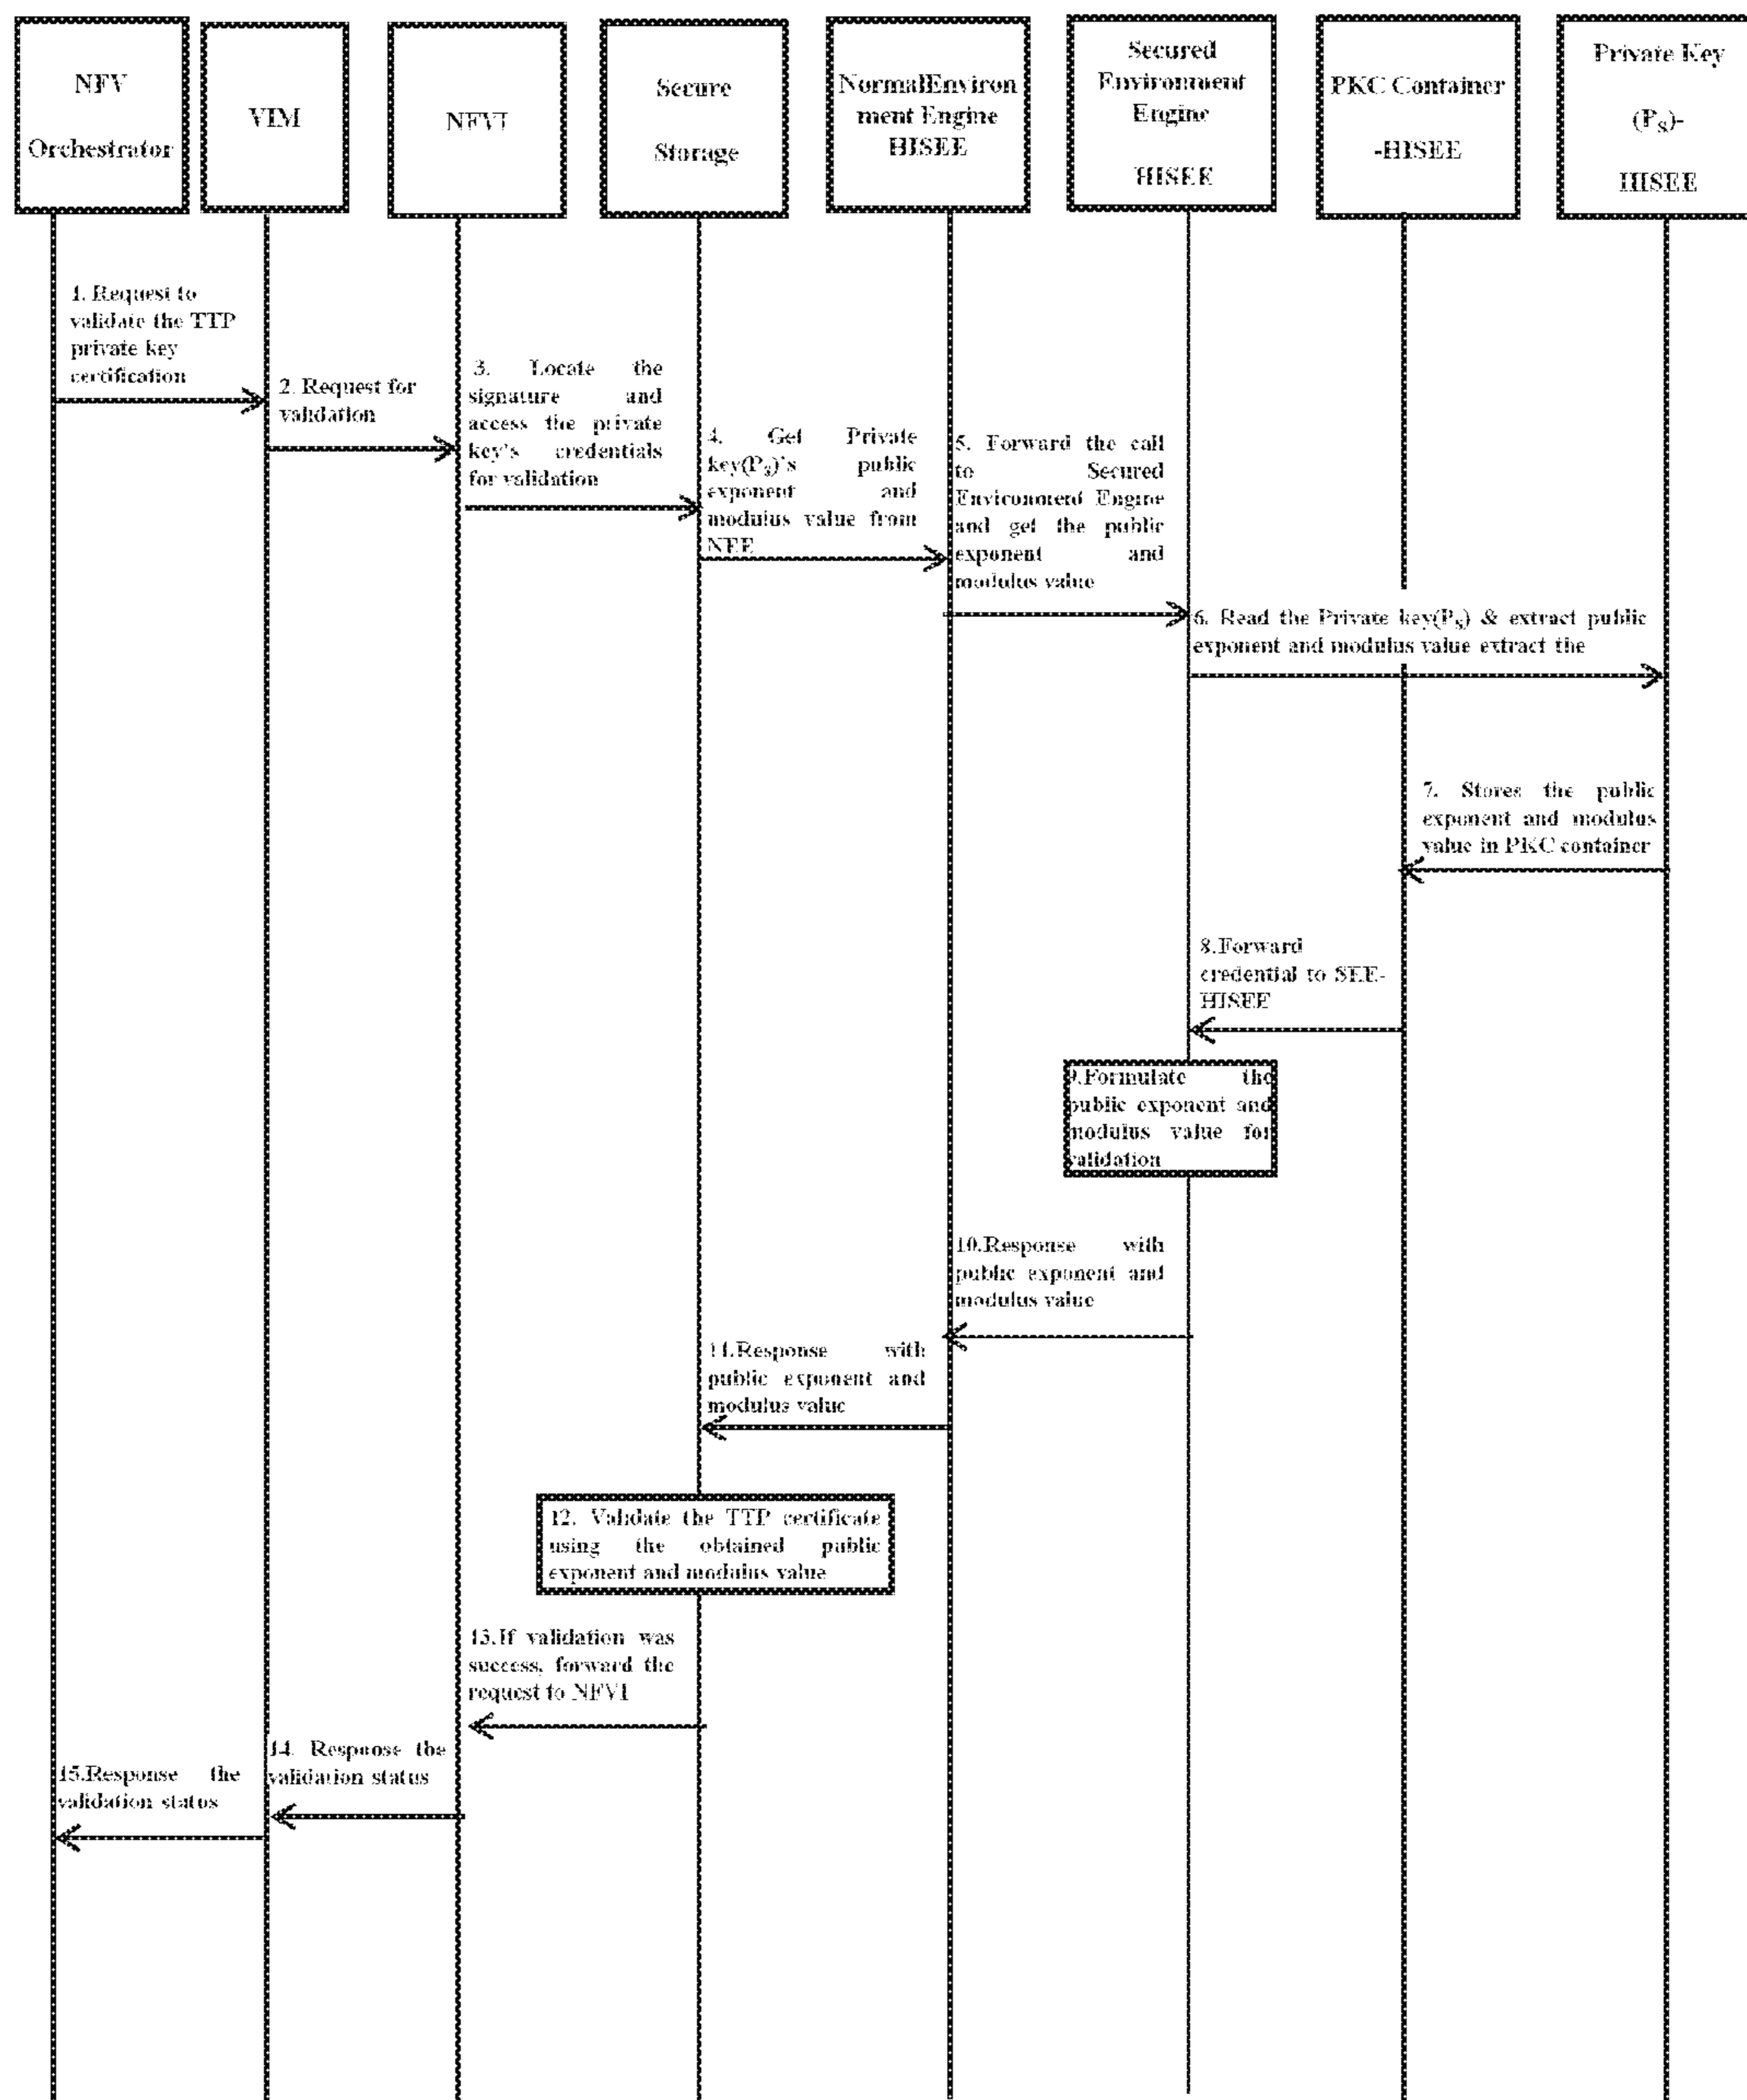 NFV
Orchestrator
VIM
NFVI
Secure
Storage
NormalEnviron
ment Engine
HISEE
Secured
Environment
Engine
HISEE
PKC Container
-HISEE
Private Key
(PS)-
HISEE
1. Request to
validate the TTP
private key
certification
2. Request for
validation
3. Locate the
signature and
access the private
key's credentials
for validation
4. Get Private
key(PS)'s public
exponent and
modulus value from
NEE
5. Forward the call
to Secured
Environment Engine
and get the public
exponent and
modulus value
6. Read the Private key(PS) & extract public
exponent and modulus value extract the
7. Stores the public
exponent and modulus
value in PKC container
8.Forward
credential to SEE-
HISEE
9.Formulate the
public exponent and
modulus value for
validation
10.Response with
public exponent and
modulus value
11.Response with
public exponent and
modulus value
12. Validate the TTP certificate
using the obtained public
exponent and modulus value
13.If validation was
success, forward the
request to NFVI
14. Response the
validation status
15.Response the
validation status